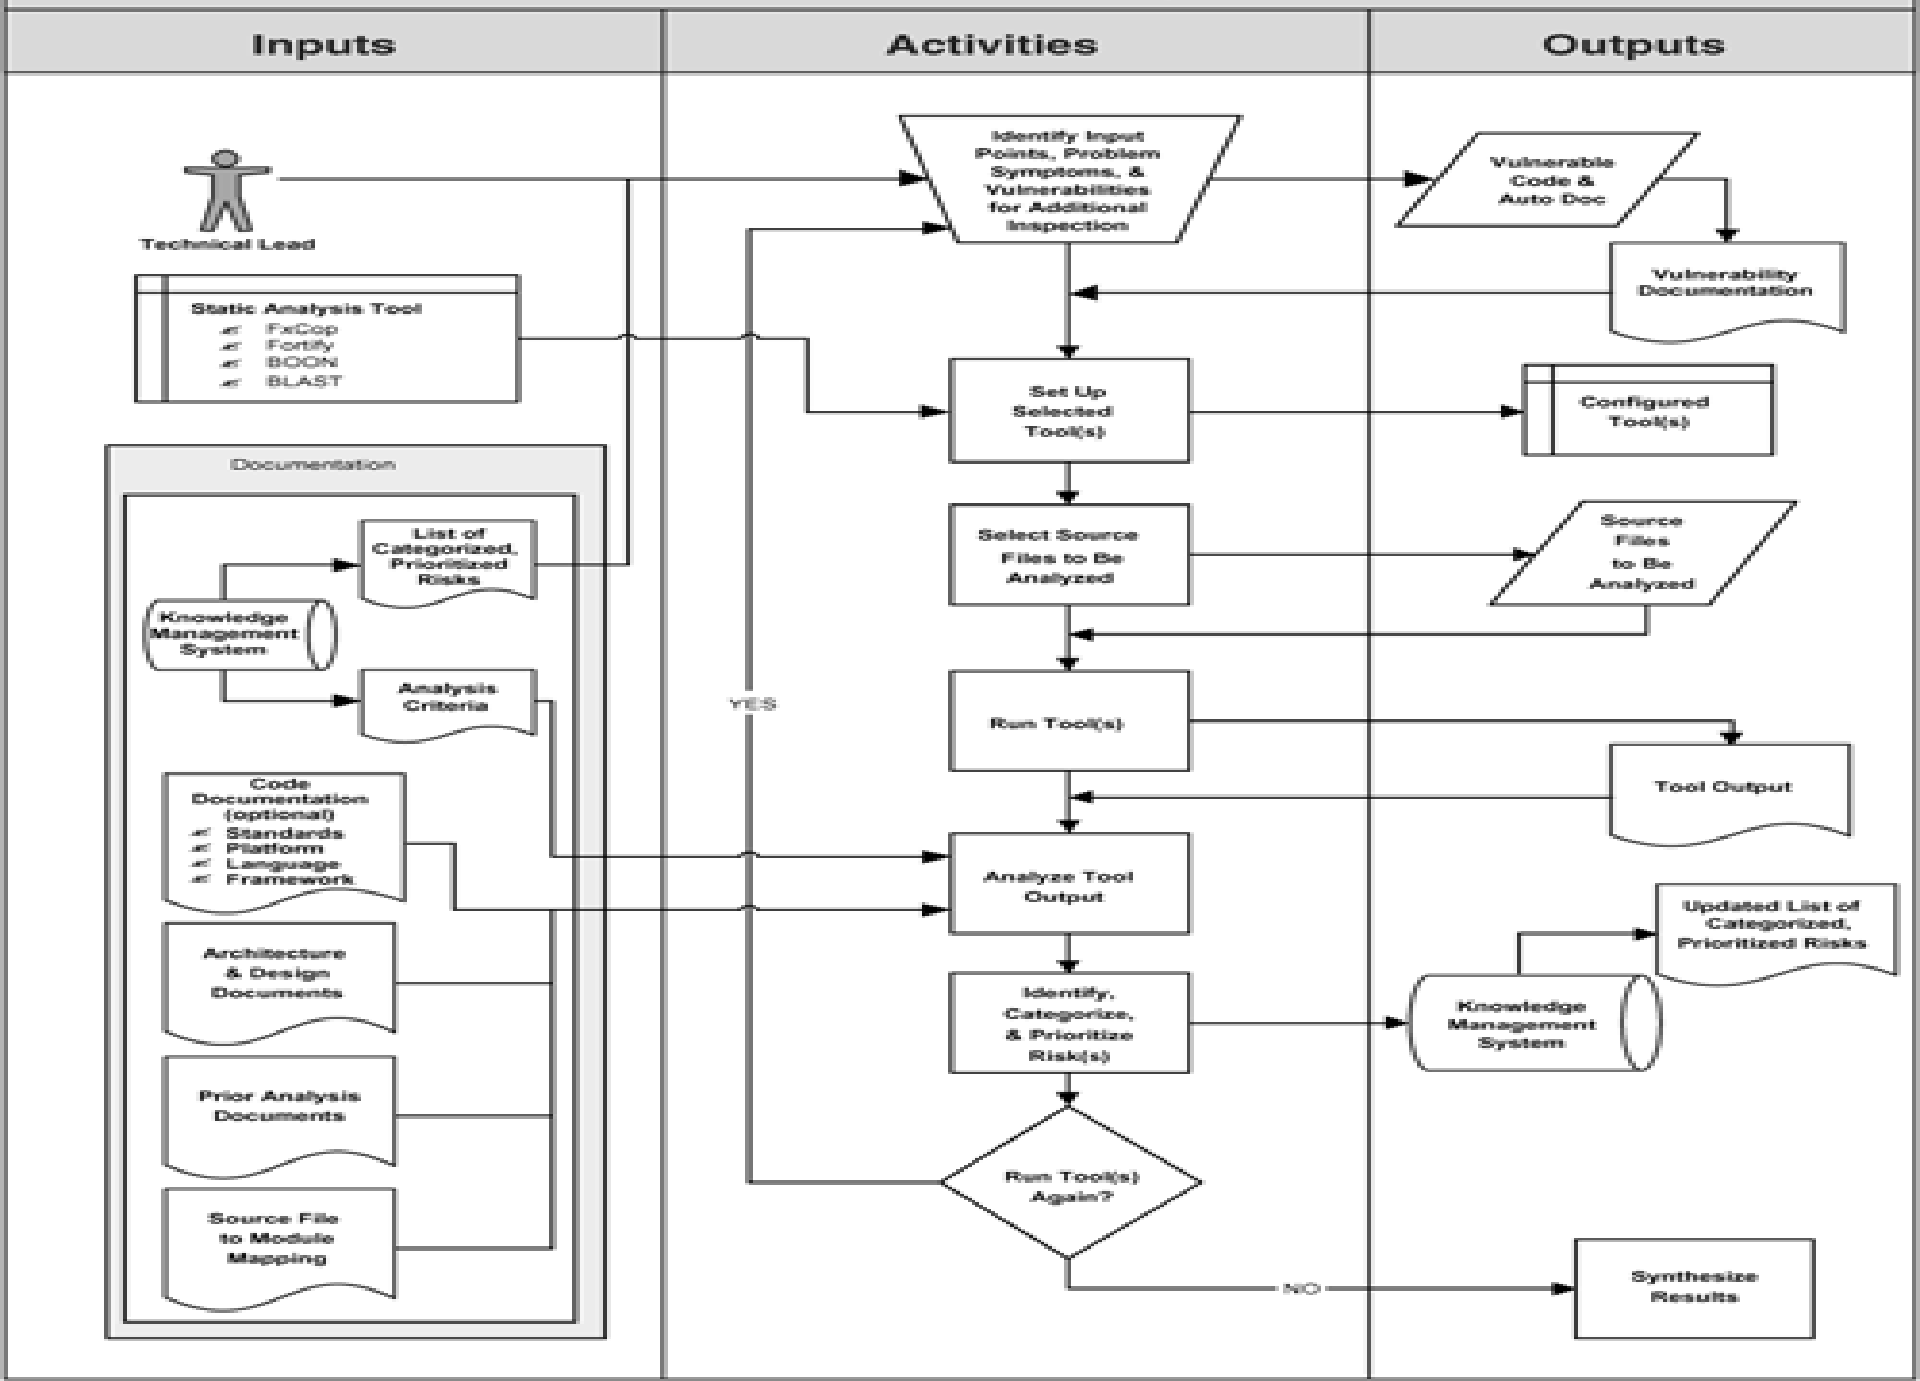 Inputs
Activities
Outputs
Technical Lead
Static Analysis Tool
FxCop
Fortify
BOON
BLAST
Documentation
List of
Categorized,
Prioritized
Risks
Knowledge
Management
System
Analysis
Criteria
Code
Documentation
(optional)
Standards
Platform
Language
Framework
Architecture
& Design
Documents
Prior Analysis
Documents
Source File
to Module
Mapping
Identify Input
Points, Problem
Symptoms, &
Vulnerabilities
for Additional
Inspection
Set Up
Selected
Tool(s)
Select Source
Files to Be
Analyzed
YES
Run Tool(s)
Analyze Tool
Output
Identify,
Categorize,
& Prioritize
Risk(s)
Run Tool(s)
Again?
NO
Vulnerable
Code &
Auto Doc
Vulnerability
Documentation
Configured
Tool(s)
Source
Files
to Be
Analyzed
Tool Output
Updated List of
Categorized,
Prioritized Risks
Knowledge
Management
System
Synthesize
Results